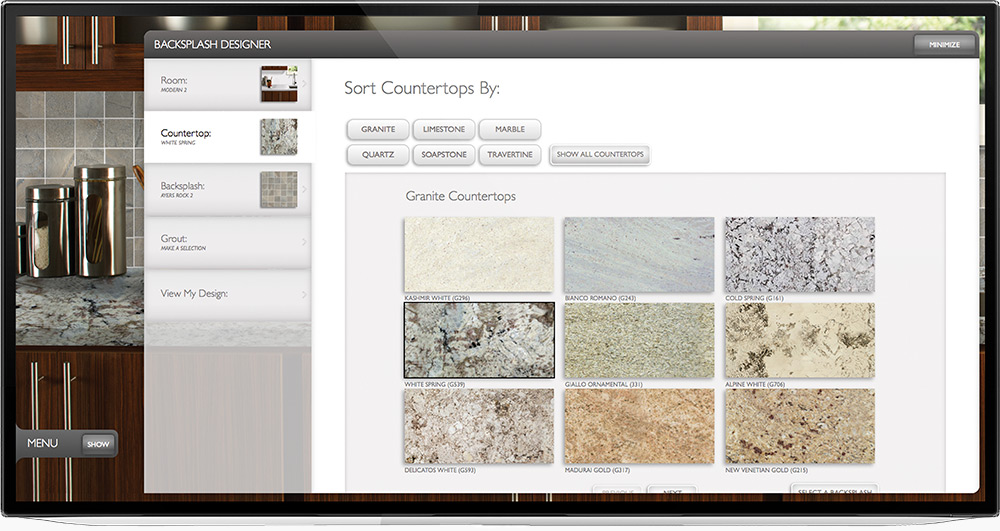 BACKSPLASH DESIGNER
MINIMIZE
Room:
MODERN 2
Countertop:
WHITE SPRING
Backsplash:
AYERS ROCK 2
Grout:
MAKE A SELECTION
View My Design:
Sort Countertops By:
GRANITE LIMESTONE MARBLE
QUARTZ SOAPSTONE TRAVERTINE SHOW ALL COUNTERTOPS
Granite Countertops
KASHMIR WHITE (G296) BIANCO ROMANO (G243) COLD SPRING (G161)
WHITE SPRING (G539) GIALLO ORNAMENTAL (331) ALPINE WHITE (G706)
DELICATOS WHITE (G593) MADURAI GOLD (G317) NEW VENETIAN GOLD (G215)
PREVIOUS NEXT SELECT A BACKSPLASH
MENU SHOW